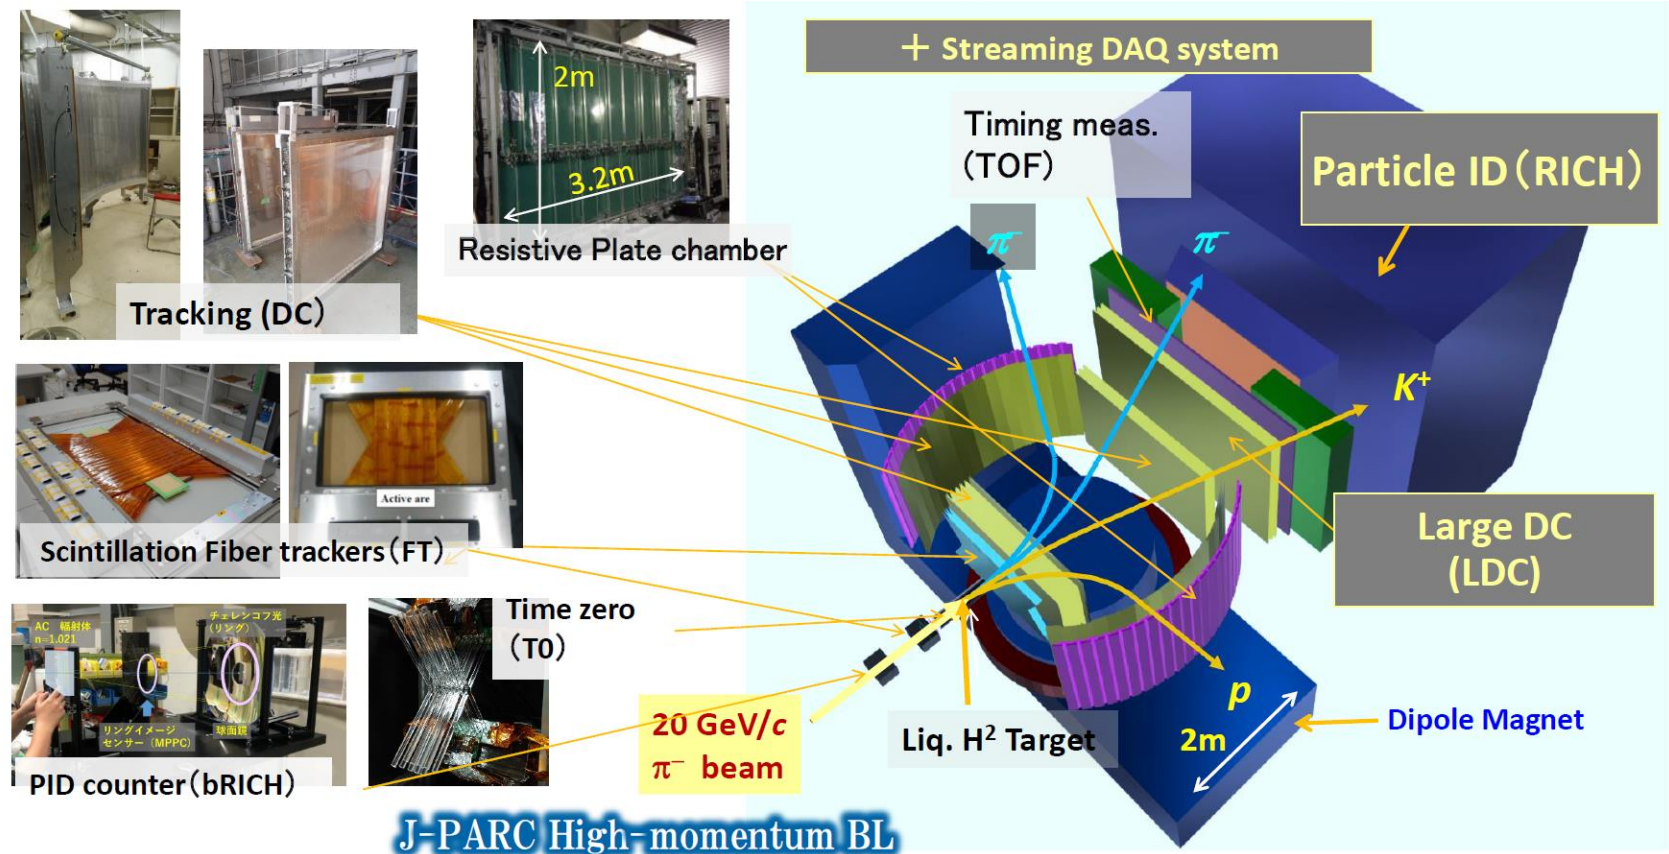 + Streaming DAQ system
2m
3.2m
Resistive Plate chamber
Timing meas.
(TOF)
Particle ID (RICH)
π⁻
π⁻
Tracking (DC)
K⁺
Active are
Scintillation Fiber trackers (FT)
Large DC
(LDC)
AC 輻射体
n=1.021
チェレンコフ光
(リング)
リングイメージ
センサー (MPPC)
球面鏡
PID counter (bRICH)
Time zero
(T0)
20 GeV/c
π⁻ beam
Liq. H² Target
p
2m
Dipole Magnet
J-PARC High-momentum BL